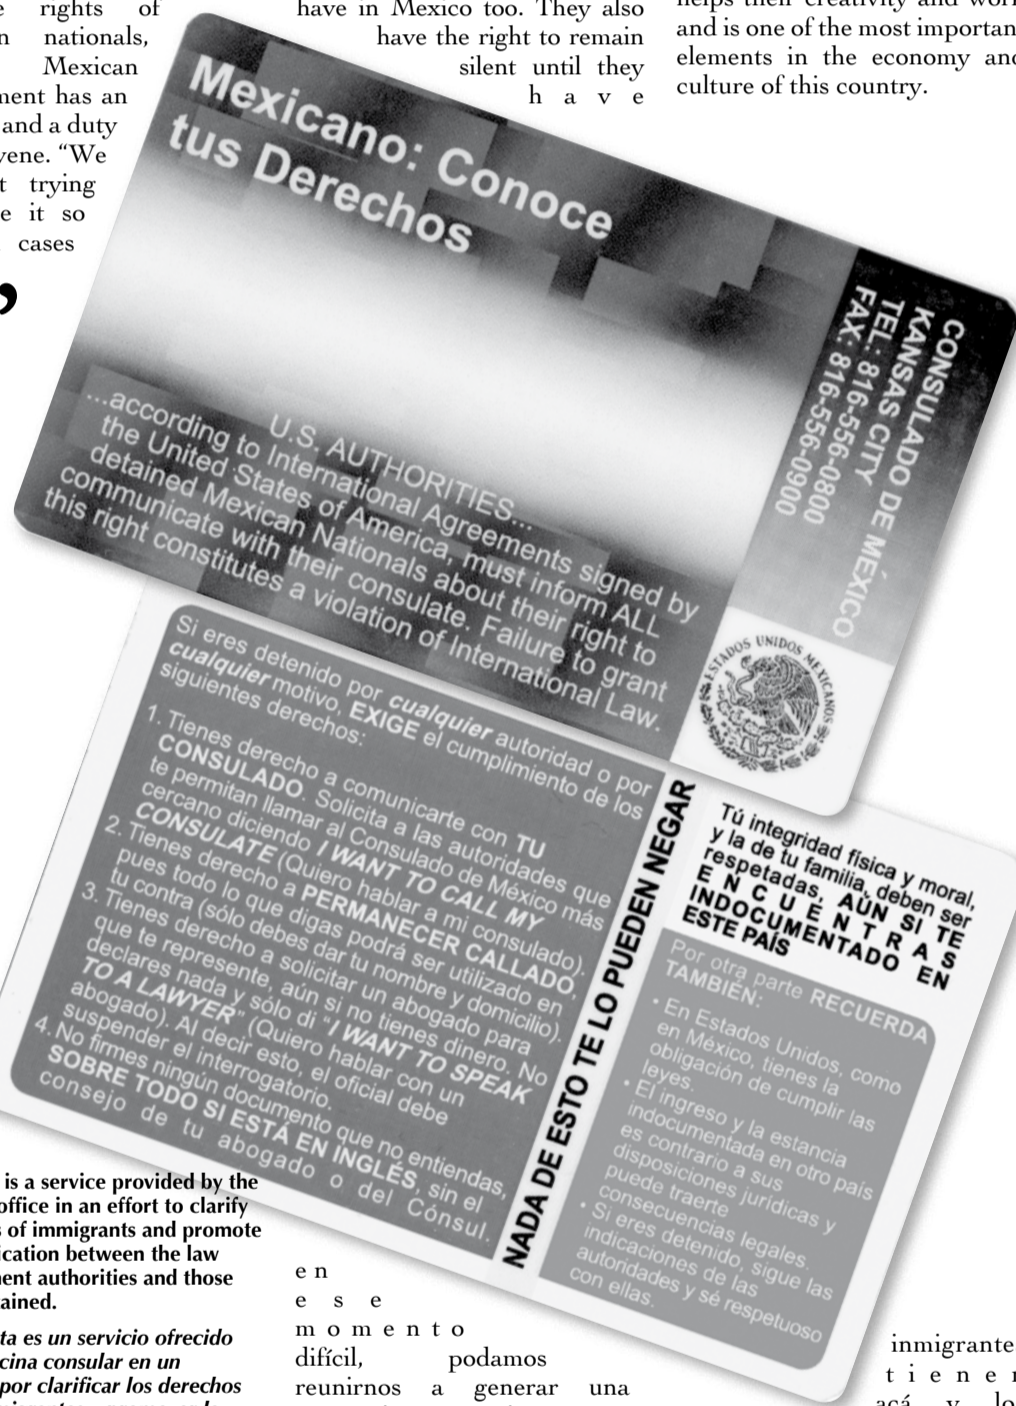 rights of
nationals,
Mexican
has an
and a duty
“We
trying
it so
cases
”
have in Mexico too. They also
have the right to remain
silent until they
h a v e
helps their creativity and
and is one of the most
elements in the economy
culture of this country.
Mexicano: Conoce
tus Derechos
U.S. AUTHORITIES...
...according to International Agreements signed by
the United States of America, must inform ALL
detained Mexican Nationals about their right to
communicate with their consulate. Failure to grant
this right constitutes a violation of International Law.
CONSULADO DE MÉXICO
KANSAS CITY
TEL: 816-556-0800
FAX: 816-556-0900
ESTADOS UNIDOS MEXICANOS
Si eres detenido por cualquier autoridad o por
cualquier motivo, EXIGE el cumplimiento de los
siguientes derechos:
1. Tienes derecho a comunicarte con TU
CONSULADO. Solicita a las autoridades que
te permitan llamar al Consulado de México más
cercano diciendo I WANT TO CALL MY
CONSULATE (Quiero hablar a mi consulado).
2. Tienes derecho a PERMANECER CALLADO,
pues todo lo que digas podrá ser utilizado en
tu contra (sólo debes dar tu nombre y domicilio).
3. Tienes derecho a solicitar un abogado para
que te represente, aún si no tienes dinero. No
declares nada y sólo di "I WANT TO SPEAK
TO A LAWYER" (Quiero hablar con un
abogado). Al decir esto, el oficial debe
suspender el interrogatorio.
4. No firmes ningún documento que no entiendas,
SOBRE TODO SI ESTÁ EN INGLÉS, sin el
consejo de tu abogado o del Cónsul.
NADA DE ESTO TE LO PUEDEN NEGAR
Tú integridad física y moral,
y la de tu familia, deben ser
respetadas, AÚN SI TE
E N C U E N T R A S
INDOCUMENTADO EN
ESTE PAÍS
Por otra parte RECUERDA
TAMBIÉN:
• En Estados Unidos, como
en México, tienes la
obligación de cumplir las
leyes.
• El ingreso y la estancia
indocumentada en otro país
es contrario a sus
disposiciones jurídicas y
puede traerte
consecuencias legales.
• Si eres detenido, sigue las
indicaciones de las
autoridades y sé respetuoso
con ellas.
is a service provided by the
office in an effort to clarify
of immigrants and promote
between the law
authorities and those
es un servicio ofrecido
consular en un
por clarificar los derechos
e n
e s e
m o m e n t o
difícil, podamos
reunirnos a generar una
acá y